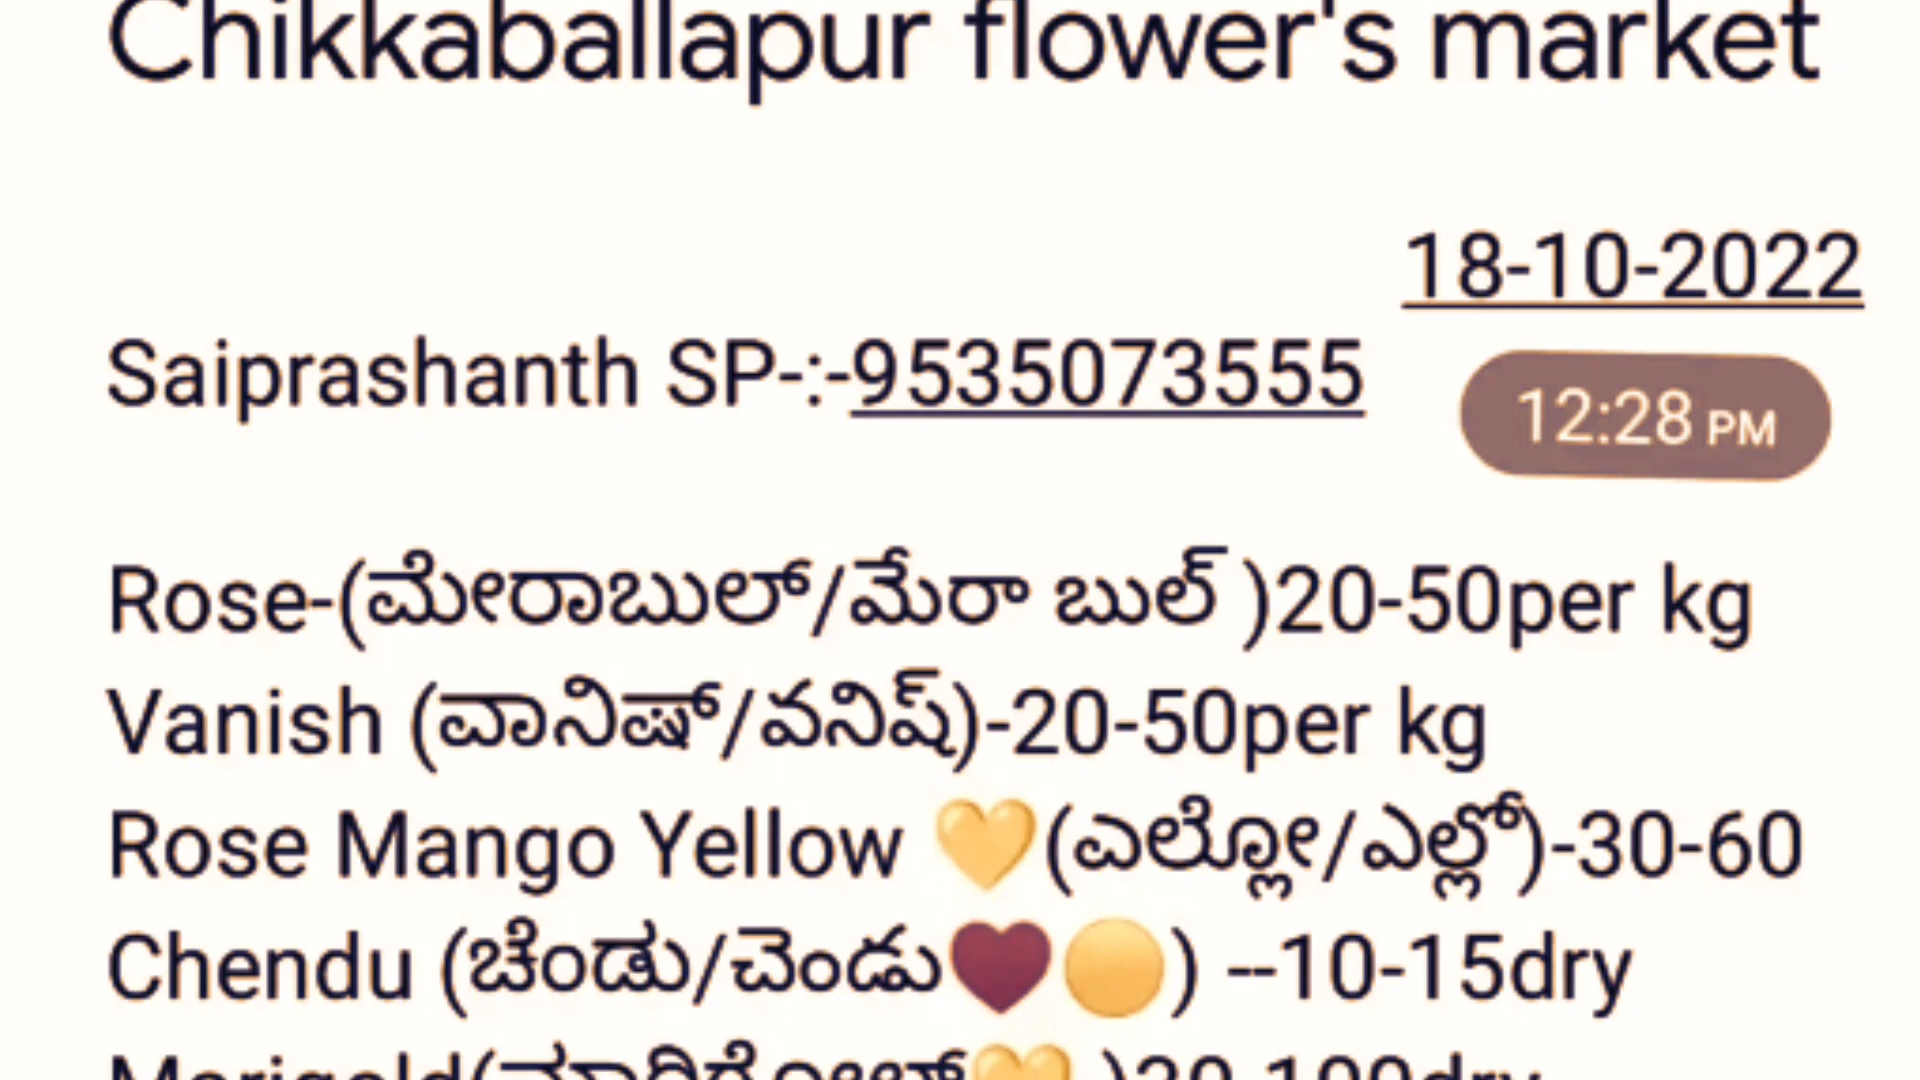 Chikkaballapur flower's market
18-10-2022
Saiprashanth SP-:-9535073555
12:28 PM
Rose-(ಮೇರಾಬುಲ್/మేరా బుల్ )20-50per kg
Vanish (ವಾನಿಷ್/వనిష్)-20-50per kg
Rose Mango Yellow 💛(ಎಲ್ಲೋ/ఎల్లో)-30-60
Chendu (ಚೆಂಡು/చెండు❤️🟡) --10-15dry
Marigold(ಮಾರಿಗೋಲ್ಡ್💛 )